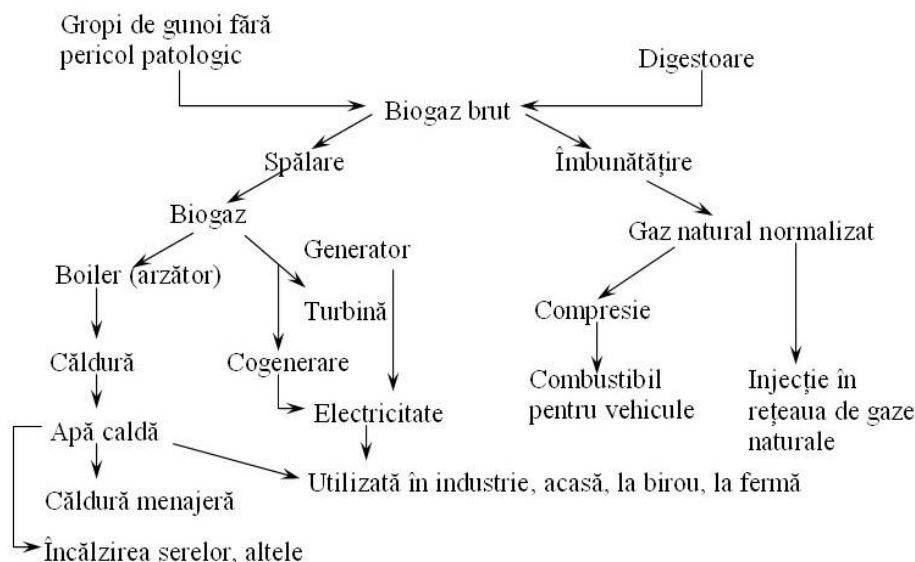 Gropi de gunoi fără
pericol patologic
Digestoare
Biogaz brut
Spălare
Îmbunătățire
Biogaz
Gaz natural normalizat
Generator
Boiler (arzător)
Turbină
Compresie
Căldură
Cogenerare
Combustibil
pentru vehicule
Injecție în
rețeaua de gaze
naturale
Electricitate
Apă caldă
Utilizată în industrie, acasă, la birou, la fermă
Căldură menajeră
Încălzirea serelor, altele